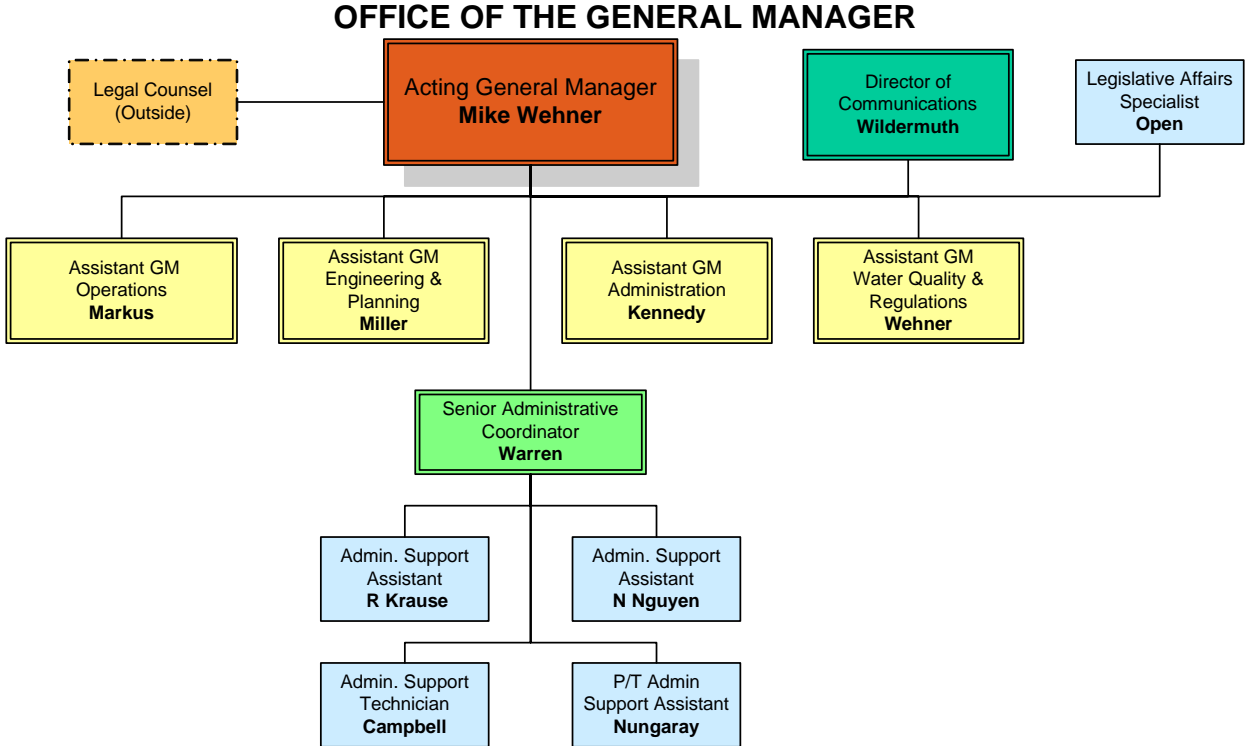 OFFICE OF THE GENERAL MANAGER
Legal Counsel
(Outside)
Acting General Manager
Mike Wehner
Director of
Communications
Wildermuth
Legislative Affairs
Specialist
Open
Assistant GM
Operations
Markus
Assistant GM
Engineering &
Planning
Miller
Assistant GM
Administration
Kennedy
Assistant GM
Water Quality &
Regulations
Wehner
Senior Administrative
Coordinator
Warren
Admin. Support
Assistant
R Krause
Admin. Support
Assistant
N Nguyen
Admin. Support
Technician
Campbell
P/T Admin
Support Assistant
Nungaray